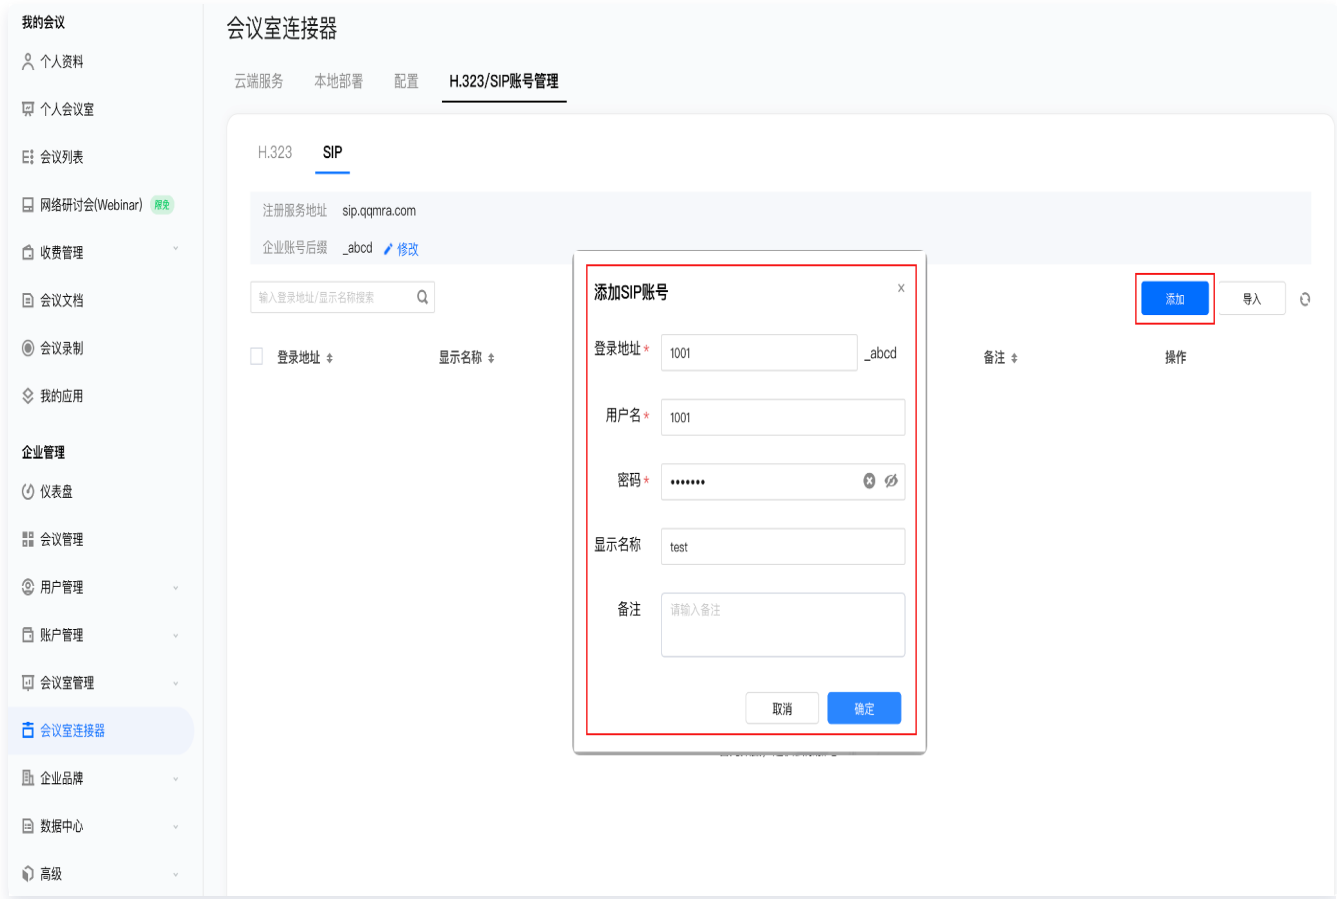 我的会议
个人资料
个人会议室
会议列表
网络研讨会(Webinar) 限免
收费管理
会议文档
会议录制
我的应用
企业管理
仪表盘
会议管理
用户管理
账户管理
会议室管理
会议室连接器
企业品牌
数据中心
高级
会议室连接器
云端服务 本地部署 配置 H.323/SIP账号管理
H.323 SIP
注册服务地址 sip.qqmra.com
企业账号后缀 _abcd 修改
输入登录地址/显示名称搜索
添加 导入
登录地址 显示名称 备注 操作
添加SIP账号 x
登录地址 * 1001 _abcd
用户名 * 1001
密码 * •••••••
显示名称 test
备注 请输入备注
取消 确定